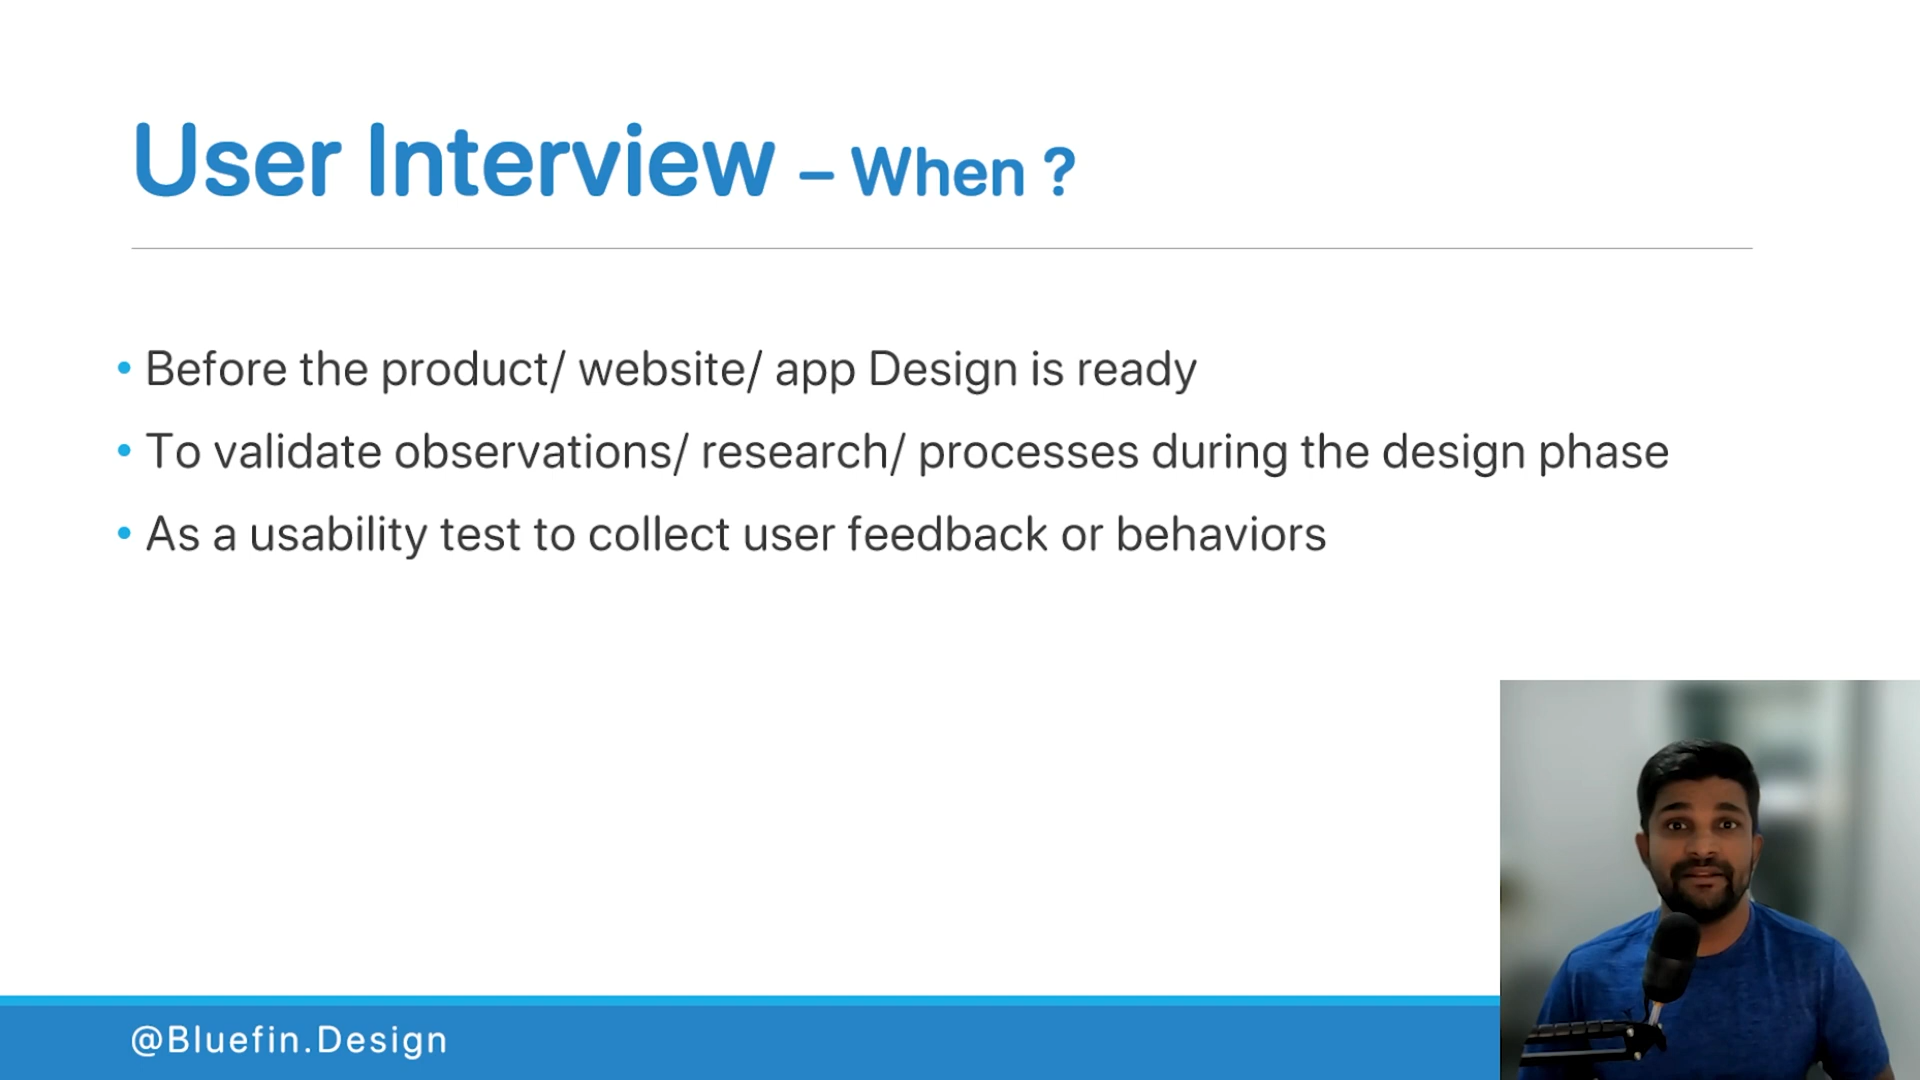 User Interview – When ?
• Before the product/ website/ app Design is ready
• To validate observations/ research/ processes during the design phase
• As a usability test to collect user feedback or behaviors
@Bluefin.Design